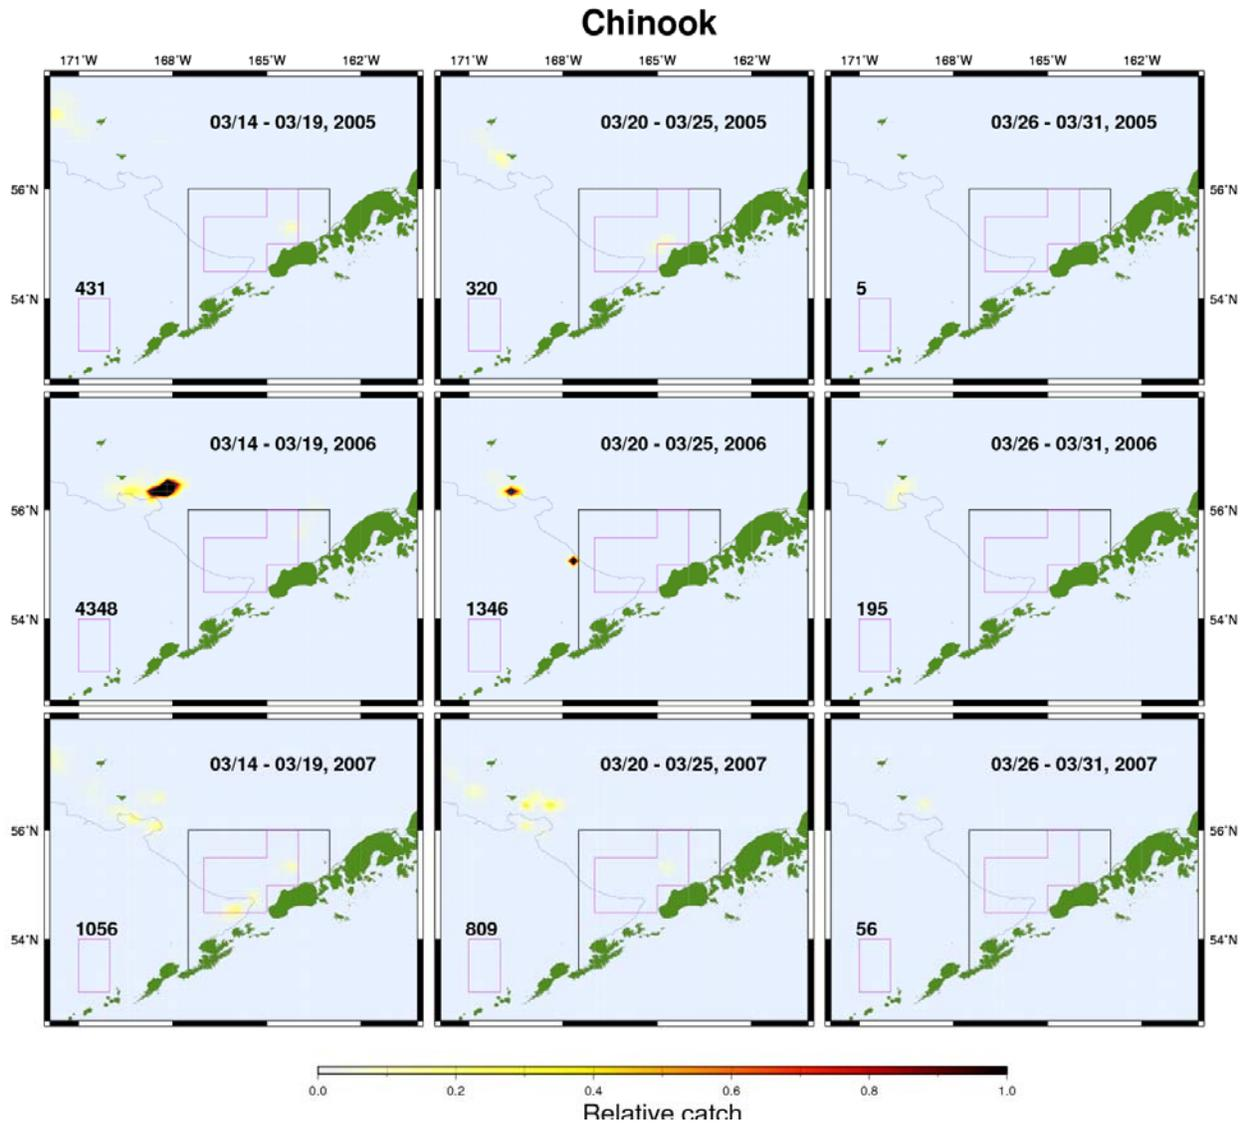 Chinook
171°W 168°W 165°W 162°W 171°W 168°W 165°W 162°W 171°W 168°W 165°W 162°W
03/14 - 03/19, 2005 03/20 - 03/25, 2005 03/26 - 03/31, 2005
56°N 56°N
431 320 5
54°N 54°N
03/14 - 03/19, 2006 03/20 - 03/25, 2006 03/26 - 03/31, 2006
56°N 56°N
4348 1346 195
54°N 54°N
03/14 - 03/19, 2007 03/20 - 03/25, 2007 03/26 - 03/31, 2007
56°N 56°N
1056 809 56
54°N 54°N
0.0 0.2 0.4 0.6 0.8 1.0
Relative catch